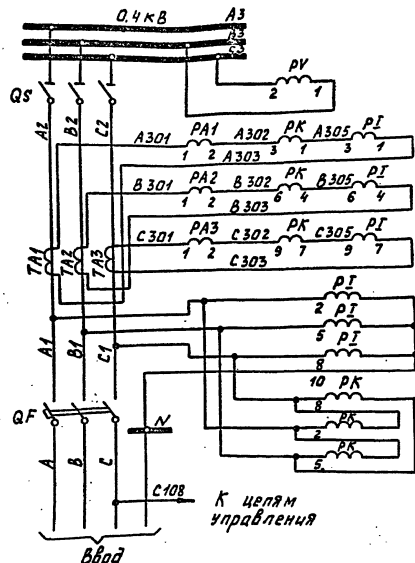 0,4кВ A3
B3
C3
PV
2 1
QS
A2 B2 C2
A301 PA1 A302 PK A305 PI
1 2 3 1 3 1
A303
B301 PA2 B302 PK B305 PI
1 2 6 4 6 4
B303
C301 PA3 C302 PK C305 PI
1 2 9 7 9 7
C303
TA1 TA2 TA3
PI
2
PI
5
PI
8
A1 B1 C1
10 PK
8
PK
2
PK
5
QF
N
A B C
C108
К цепям
управления
Ввод